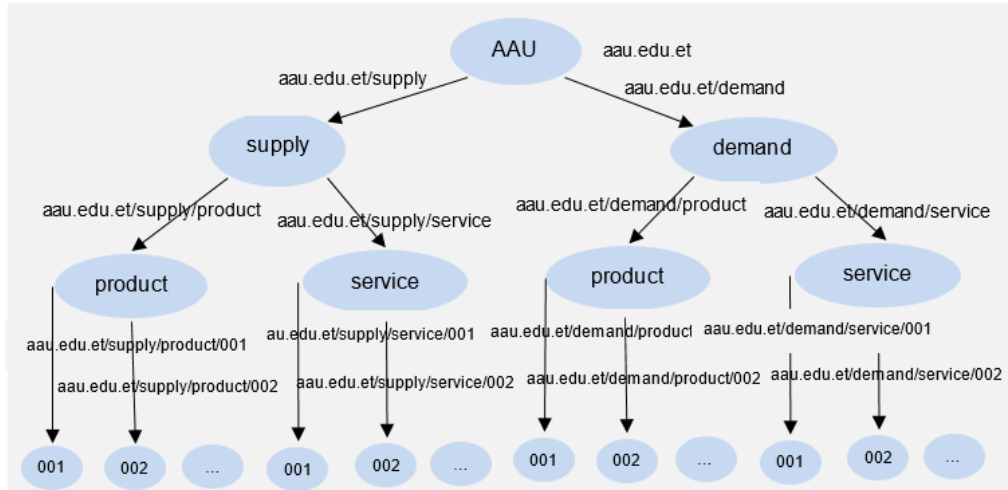 AAU
aau.edu.et
aau.edu.et/supply
aau.edu.et/demand
supply
demand
aau.edu.et/supply/product
aau.edu.et/supply/service
aau.edu.et/demand/product
aau.edu.et/demand/service
product
service
product
service
aau.edu.et/supply/product/001
au.edu.et/supply/service/001
aau.edu.et/demand/product
aau.edu.et/demand/service/001
aau.edu.et/supply/product/002
aau.edu.et/supply/service/002
aau.edu.et/demand/product/002
aau.edu.et/demand/service/002
001
002
...
001
002
...
001
002
...
001
002
...